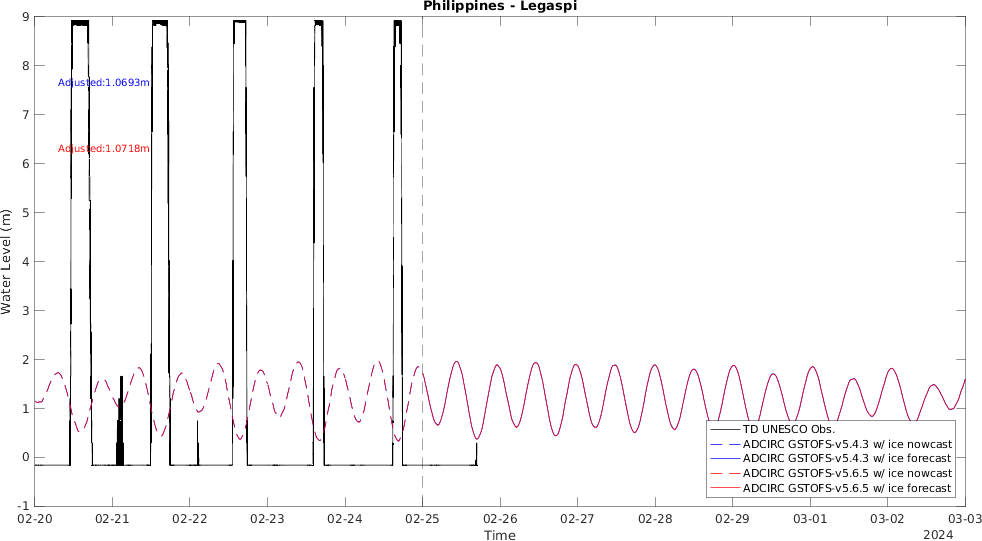 Philippines - Legaspi
9
8
7
6
5
4
3
2
1
0
-1
Water Level (m)
Adjusted:1.0693m
Adjusted:1.0718m
TD UNESCO Obs.
ADCIRC GSTOFS-v5.4.3 w/ ice nowcast
ADCIRC GSTOFS-v5.4.3 w/ ice forecast
ADCIRC GSTOFS-v5.6.5 w/ ice nowcast
ADCIRC GSTOFS-v5.6.5 w/ ice forecast
02-20 02-21 02-22 02-23 02-24 02-25 02-26 02-27 02-28 02-29 03-01 03-02 03-03
Time
2024